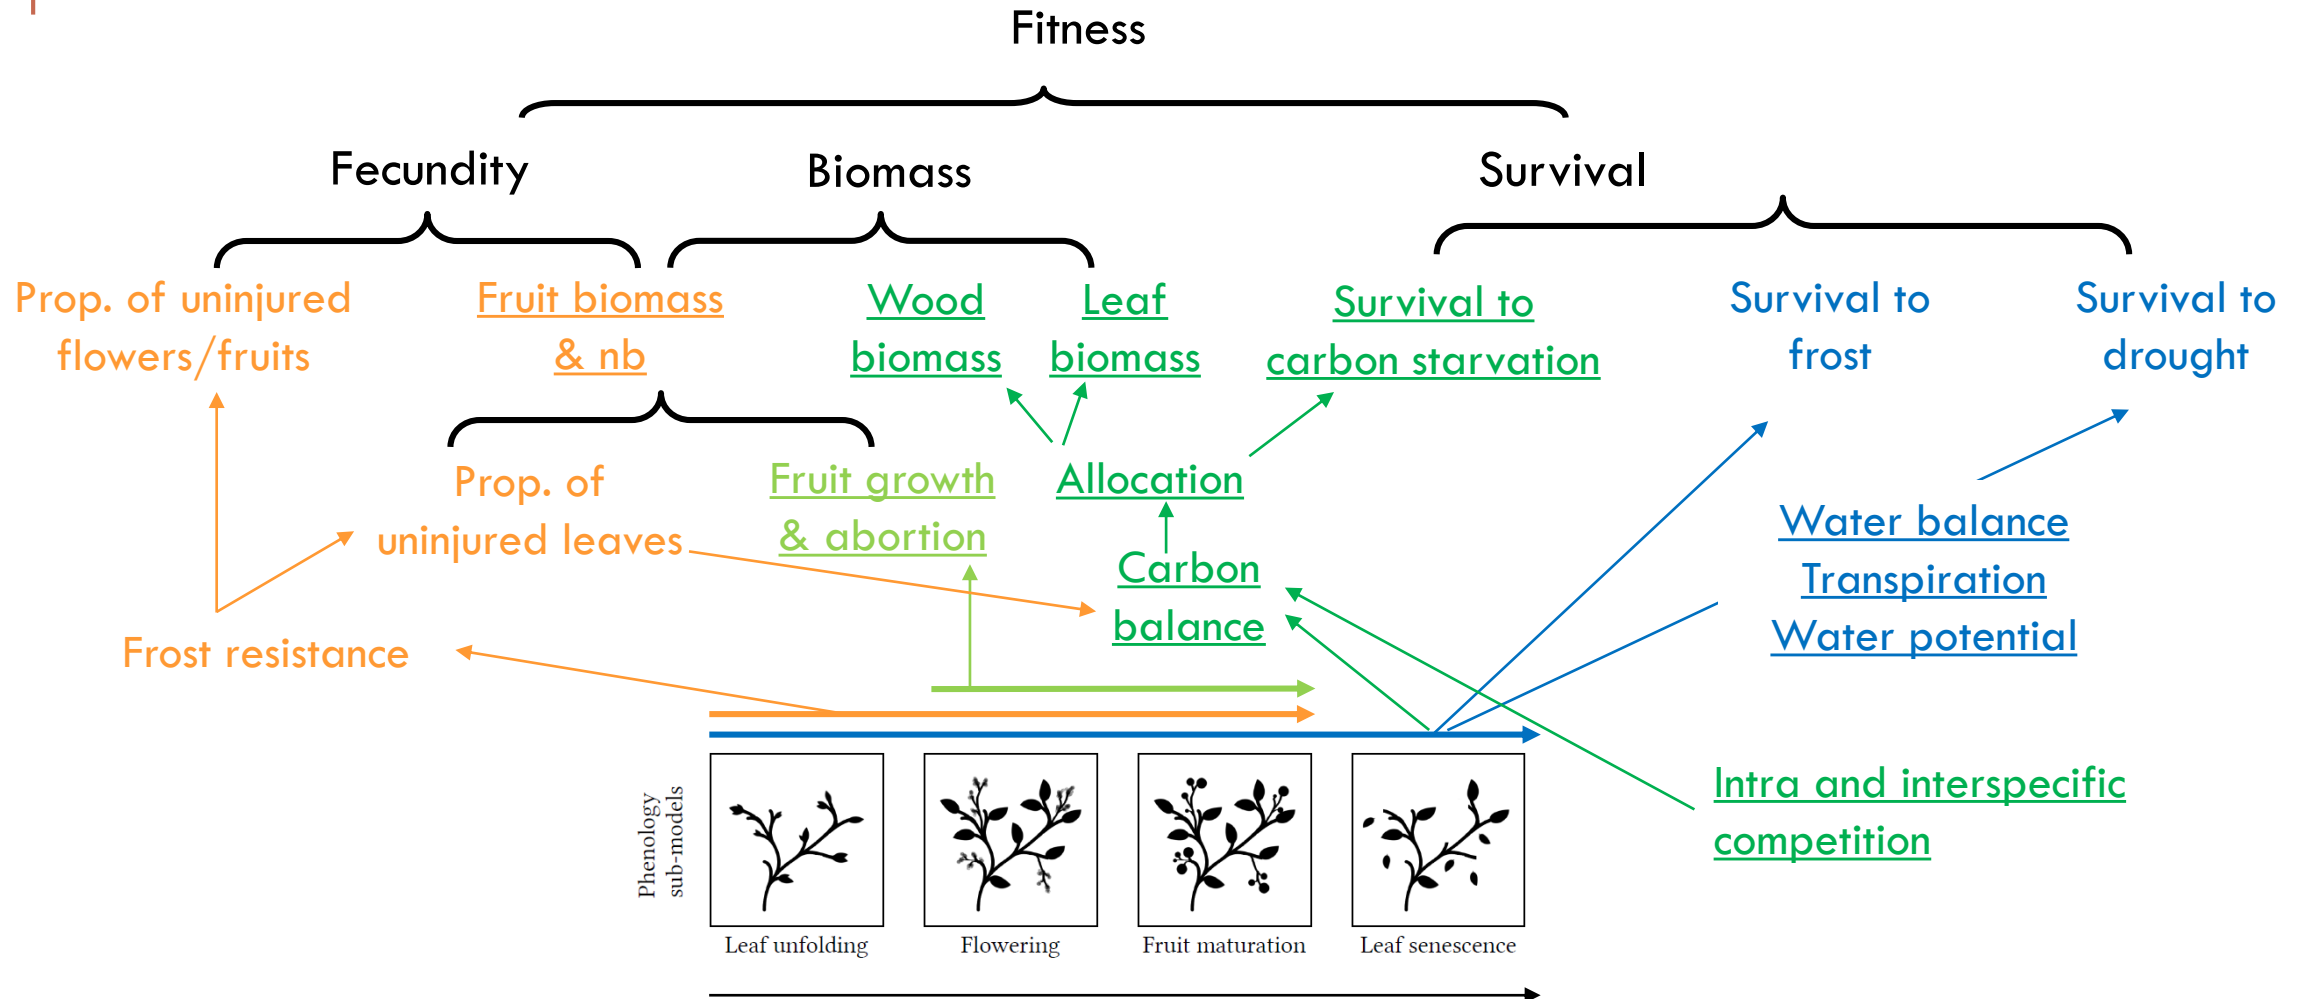 Fitness
Fecundity
Biomass
Survival
Prop. of uninjured
flowers/fruits
Fruit biomass
& nb
Wood
biomass
Leaf
biomass
Survival to
carbon starvation
Survival to
frost
Survival to
drought
Prop. of
uninjured leaves
Fruit growth
& abortion
Allocation
Carbon
balance
Water balance
Transpiration
Water potential
Frost resistance
Intra and interspecific
competition
Phenology
sub-models
Leaf unfolding
Flowering
Fruit maturation
Leaf senescence